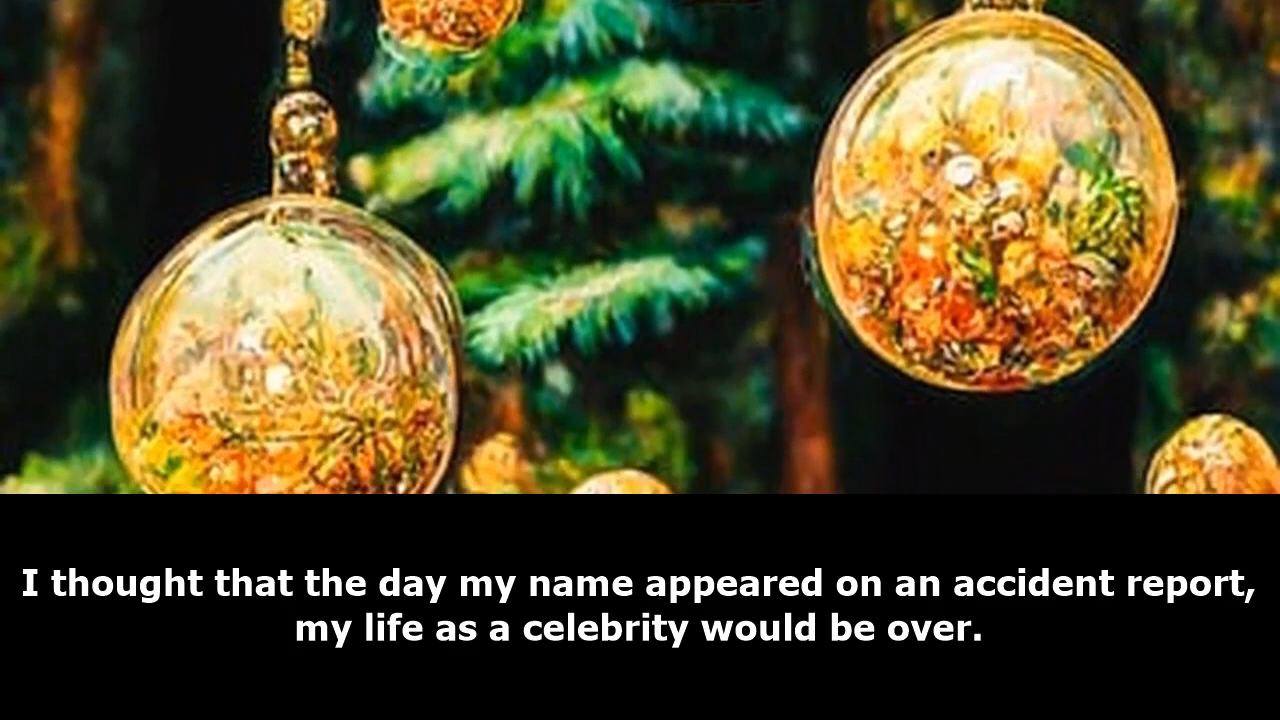 I thought that the day my name appeared on an accident report,
my life as a celebrity would be over.